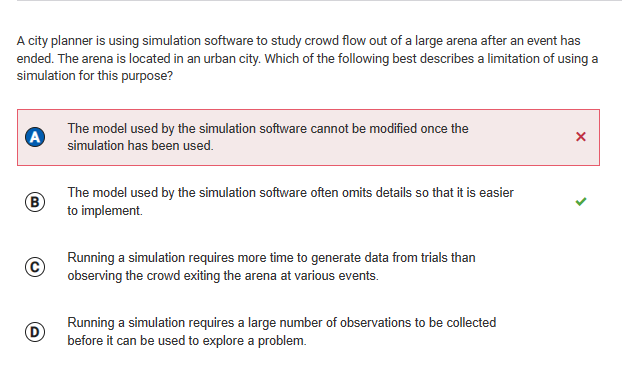 A city planner is using simulation software to study crowd flow out of a large arena after an event has
ended. The arena is located in an urban city. Which of the following best describes a limitation of using a
simulation for this purpose?
A
The model used by the simulation software cannot be modified once the
simulation has been used.
B
The model used by the simulation software often omits details so that it is easier
to implement.
C
Running a simulation requires more time to generate data from trials than
observing the crowd exiting the arena at various events.
D
Running a simulation requires a large number of observations to be collected
before it can be used to explore a problem.